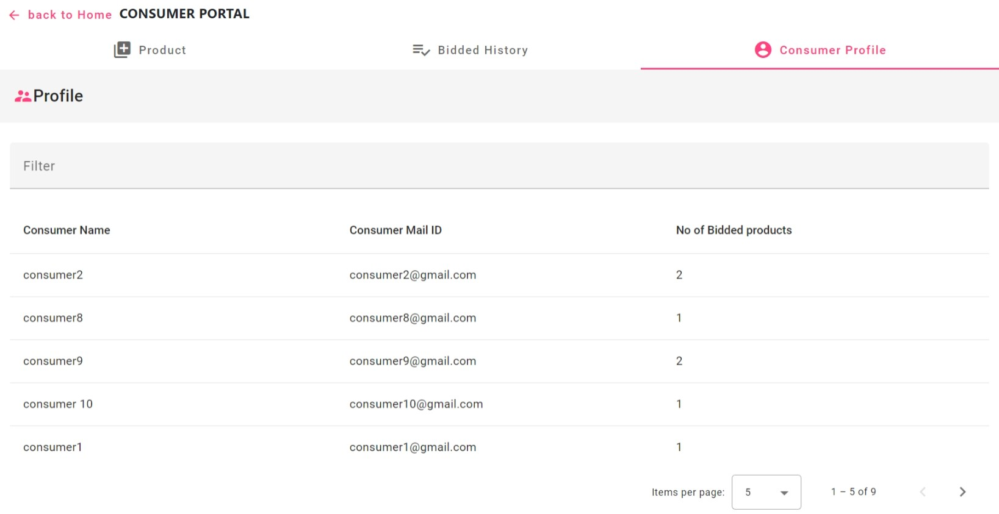 back to Home CONSUMER PORTAL
Product Bidded History Consumer Profile
Profile
Filter
Consumer Name Consumer Mail ID No of Bidded products
consumer2 consumer2@gmail.com 2
consumer8 consumer8@gmail.com 1
consumer9 consumer9@gmail.com 2
consumer 10 consumer10@gmail.com 1
consumer1 consumer1@gmail.com 1
Items per page: 5 1 – 5 of 9